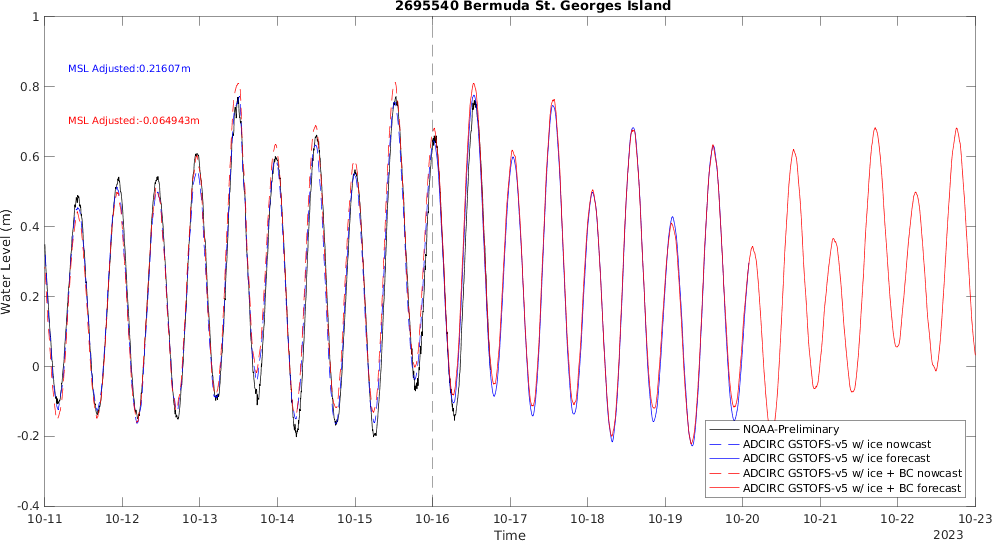 2695540 Bermuda St. Georges Island
1
0.8
0.6
0.4
0.2
0
-0.2
-0.4
Water Level (m)
MSL Adjusted:0.21607m
MSL Adjusted:-0.064943m
NOAA-Preliminary
ADCIRC GSTOFS-v5 w/ ice nowcast
ADCIRC GSTOFS-v5 w/ ice forecast
ADCIRC GSTOFS-v5 w/ ice + BC nowcast
ADCIRC GSTOFS-v5 w/ ice + BC forecast
10-11 10-12 10-13 10-14 10-15 10-16 10-17 10-18 10-19 10-20 10-21 10-22 10-23
Time
2023